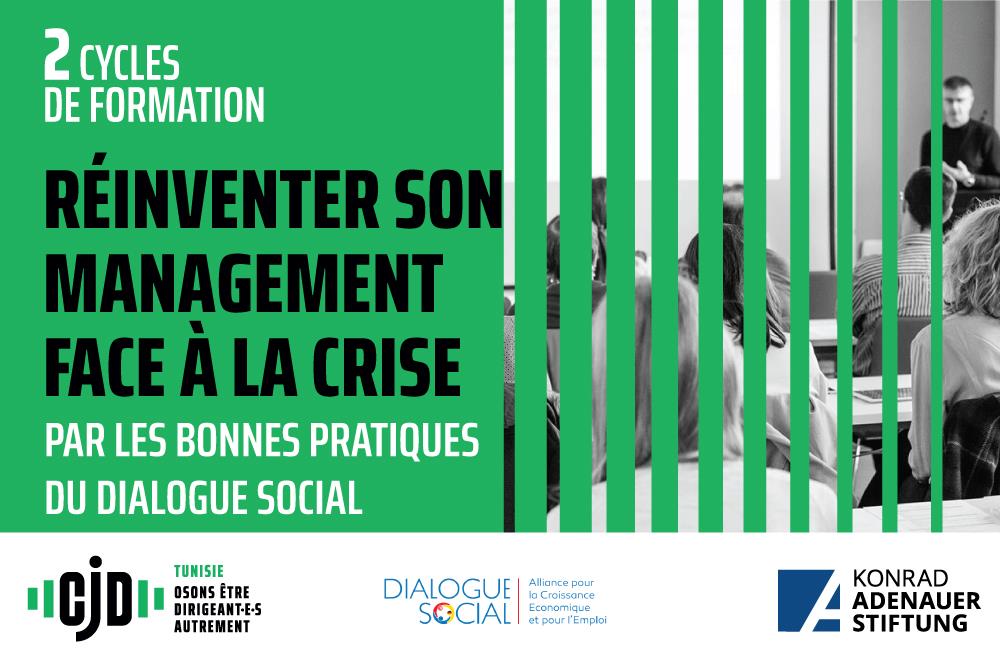 2 CYCLES
DE FORMATION
RÉINVENTER SON
MANAGEMENT
FACE À LA CRISE
PAR LES BONNES PRATIQUES
DU DIALOGUE SOCIAL
CJD
TUNISIE
OSONS ÊTRE
DIRIGEANT·E·S
AUTREMENT
DIALOGUE
SOCIAL
Alliance pour
la Croissance
Economique
et pour l'Emploi
KONRAD
ADENAUER
STIFTUNG